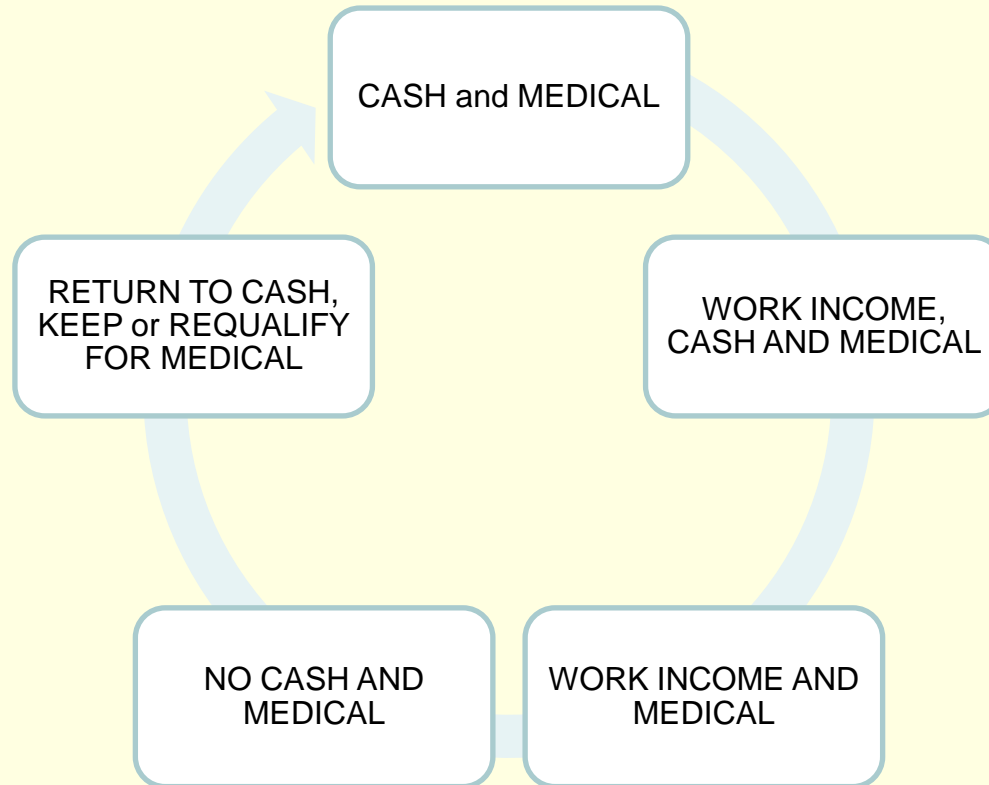 CASH and MEDICAL
WORK INCOME,
CASH AND MEDICAL
WORK INCOME AND
MEDICAL
NO CASH AND
MEDICAL
RETURN TO CASH,
KEEP or REQUALIFY
FOR MEDICAL